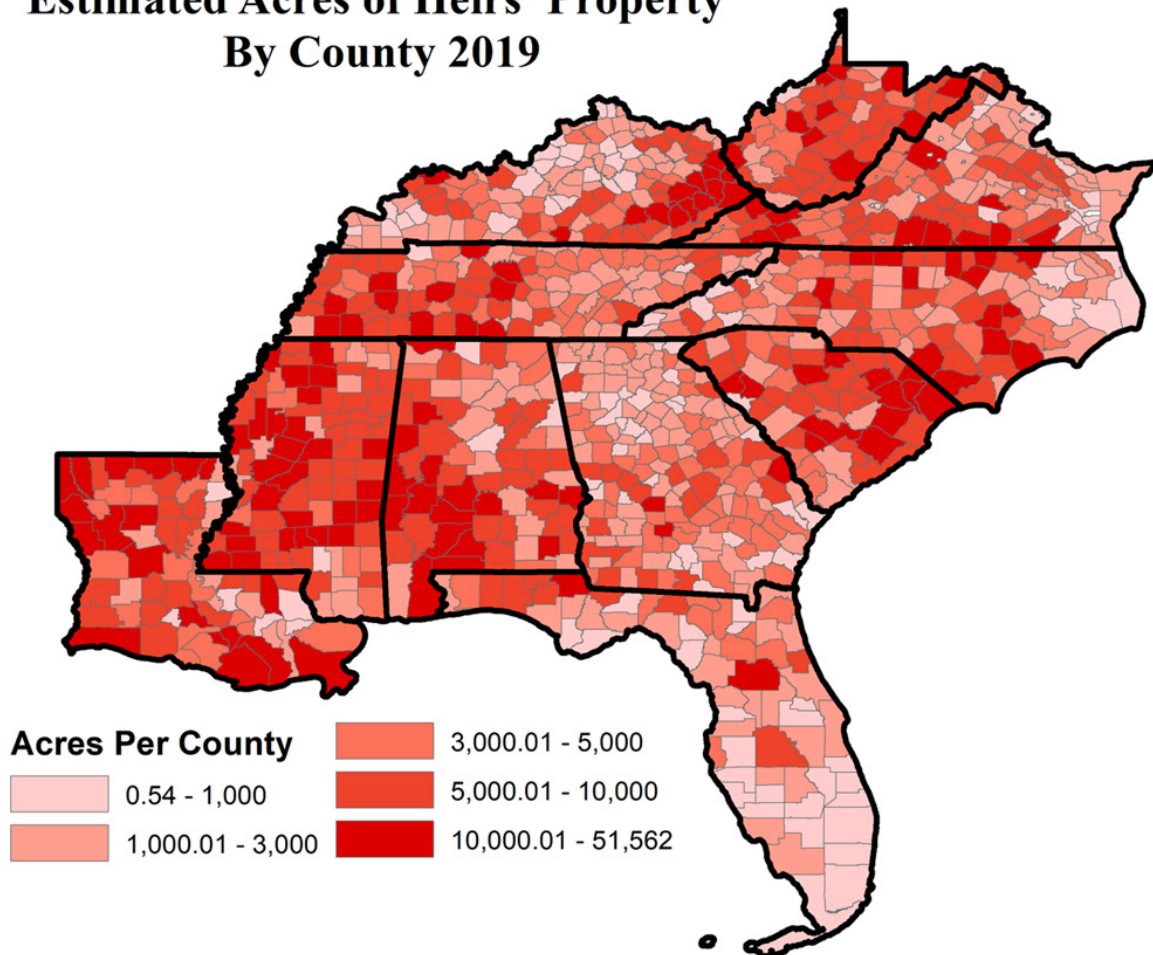 Estimated Acres of Heirs' Property
By County 2019
Acres Per County
0.54 - 1,000
1,000.01 - 3,000
3,000.01 - 5,000
5,000.01 - 10,000
10,000.01 - 51,562